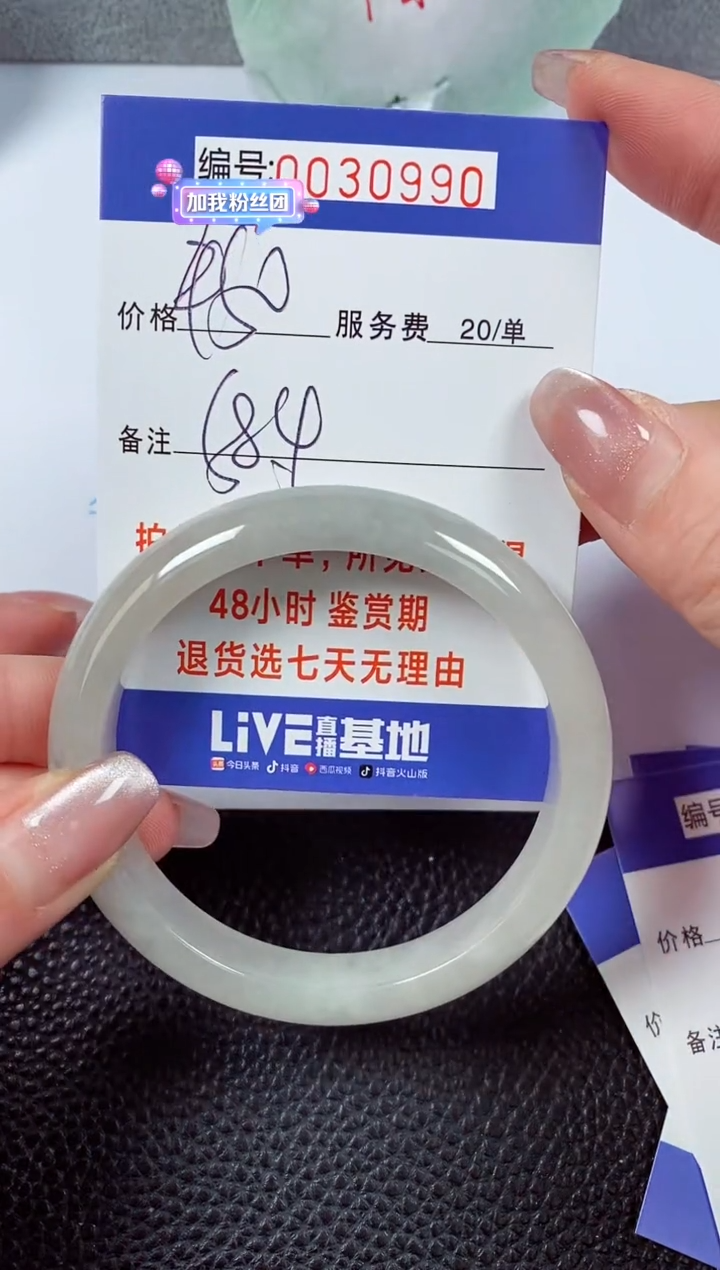 编号:0030990
加我粉丝团
价格 服务费 20/单
备注 584
48小时 鉴赏期
退货选七天无理由
LiVE直播基地
今日头条 抖音 西瓜视频 抖音火山版
编号
价格
价
备注